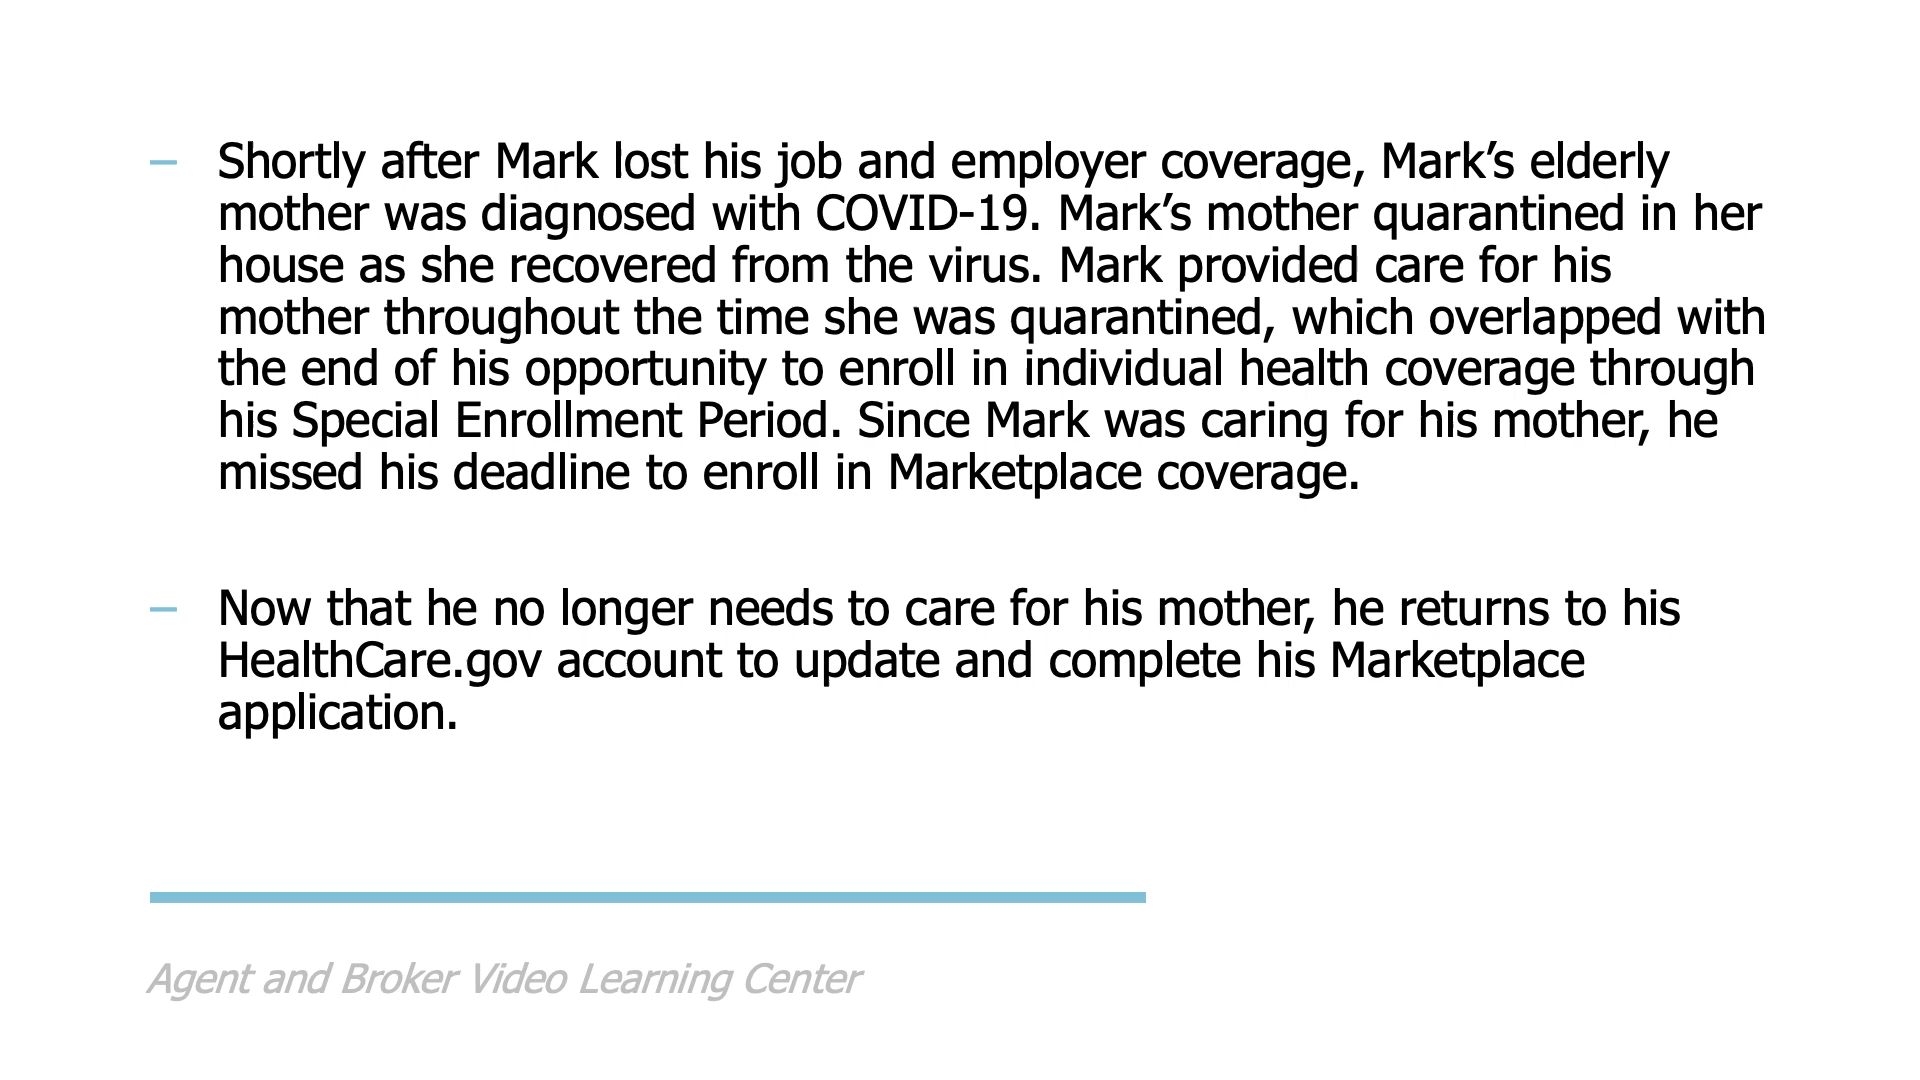 – Shortly after Mark lost his job and employer coverage, Mark’s elderly
mother was diagnosed with COVID-19. Mark’s mother quarantined in her
house as she recovered from the virus. Mark provided care for his
mother throughout the time she was quarantined, which overlapped with
the end of his opportunity to enroll in individual health coverage through
his Special Enrollment Period. Since Mark was caring for his mother, he
missed his deadline to enroll in Marketplace coverage.
– Now that he no longer needs to care for his mother, he returns to his
HealthCare.gov account to update and complete his Marketplace
application.
Agent and Broker Video Learning Center